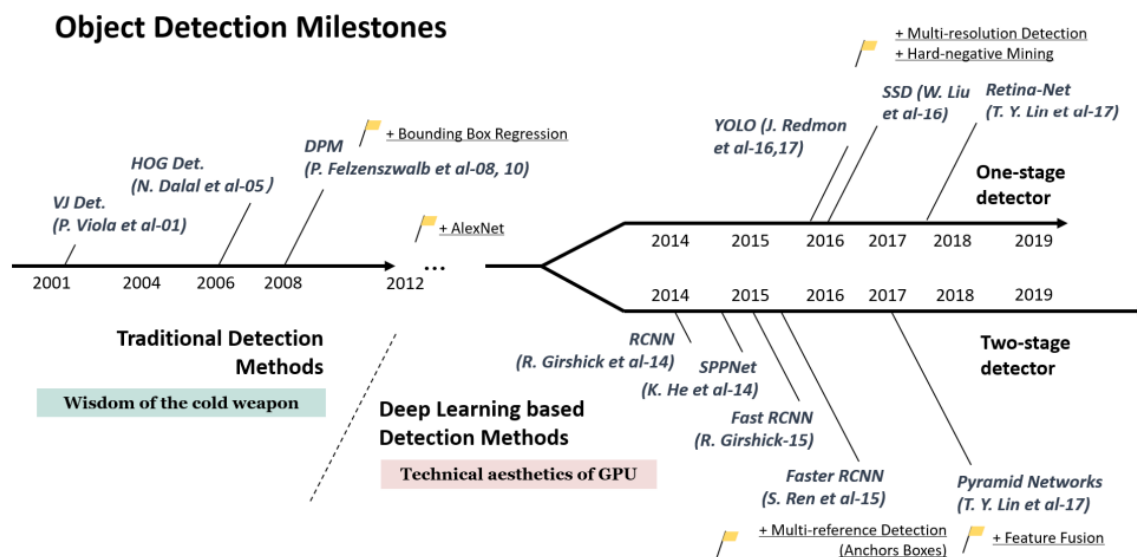 Object Detection Milestones
+ Multi-resolution Detection
+ Hard-negative Mining
SSD (W. Liu
et al-16)
Retina-Net
(T. Y. Lin et al-17)
YOLO (J. Redmon
et al-16,17)
+ Bounding Box Regression
DPM
(P. Felzenszwalb et al-08, 10)
HOG Det.
(N. Dalal et al-05)
VJ Det.
(P. Viola et al-01)
+ AlexNet
...
One-stage
detector
2014 2015 2016 2017 2018 2019
2001 2004 2006 2008 2012
2014 2015 2016 2017 2018 2019
Traditional Detection
Methods
Wisdom of the cold weapon
Deep Learning based
Detection Methods
Technical aesthetics of GPU
RCNN
(R. Girshick et al-14)
SPPNet
(K. He et al-14)
Fast RCNN
(R. Girshick-15)
Faster RCNN
(S. Ren et al-15)
+ Multi-reference Detection
(Anchors Boxes)
Two-stage
detector
Pyramid Networks
(T. Y. Lin et al-17)
+ Feature Fusion